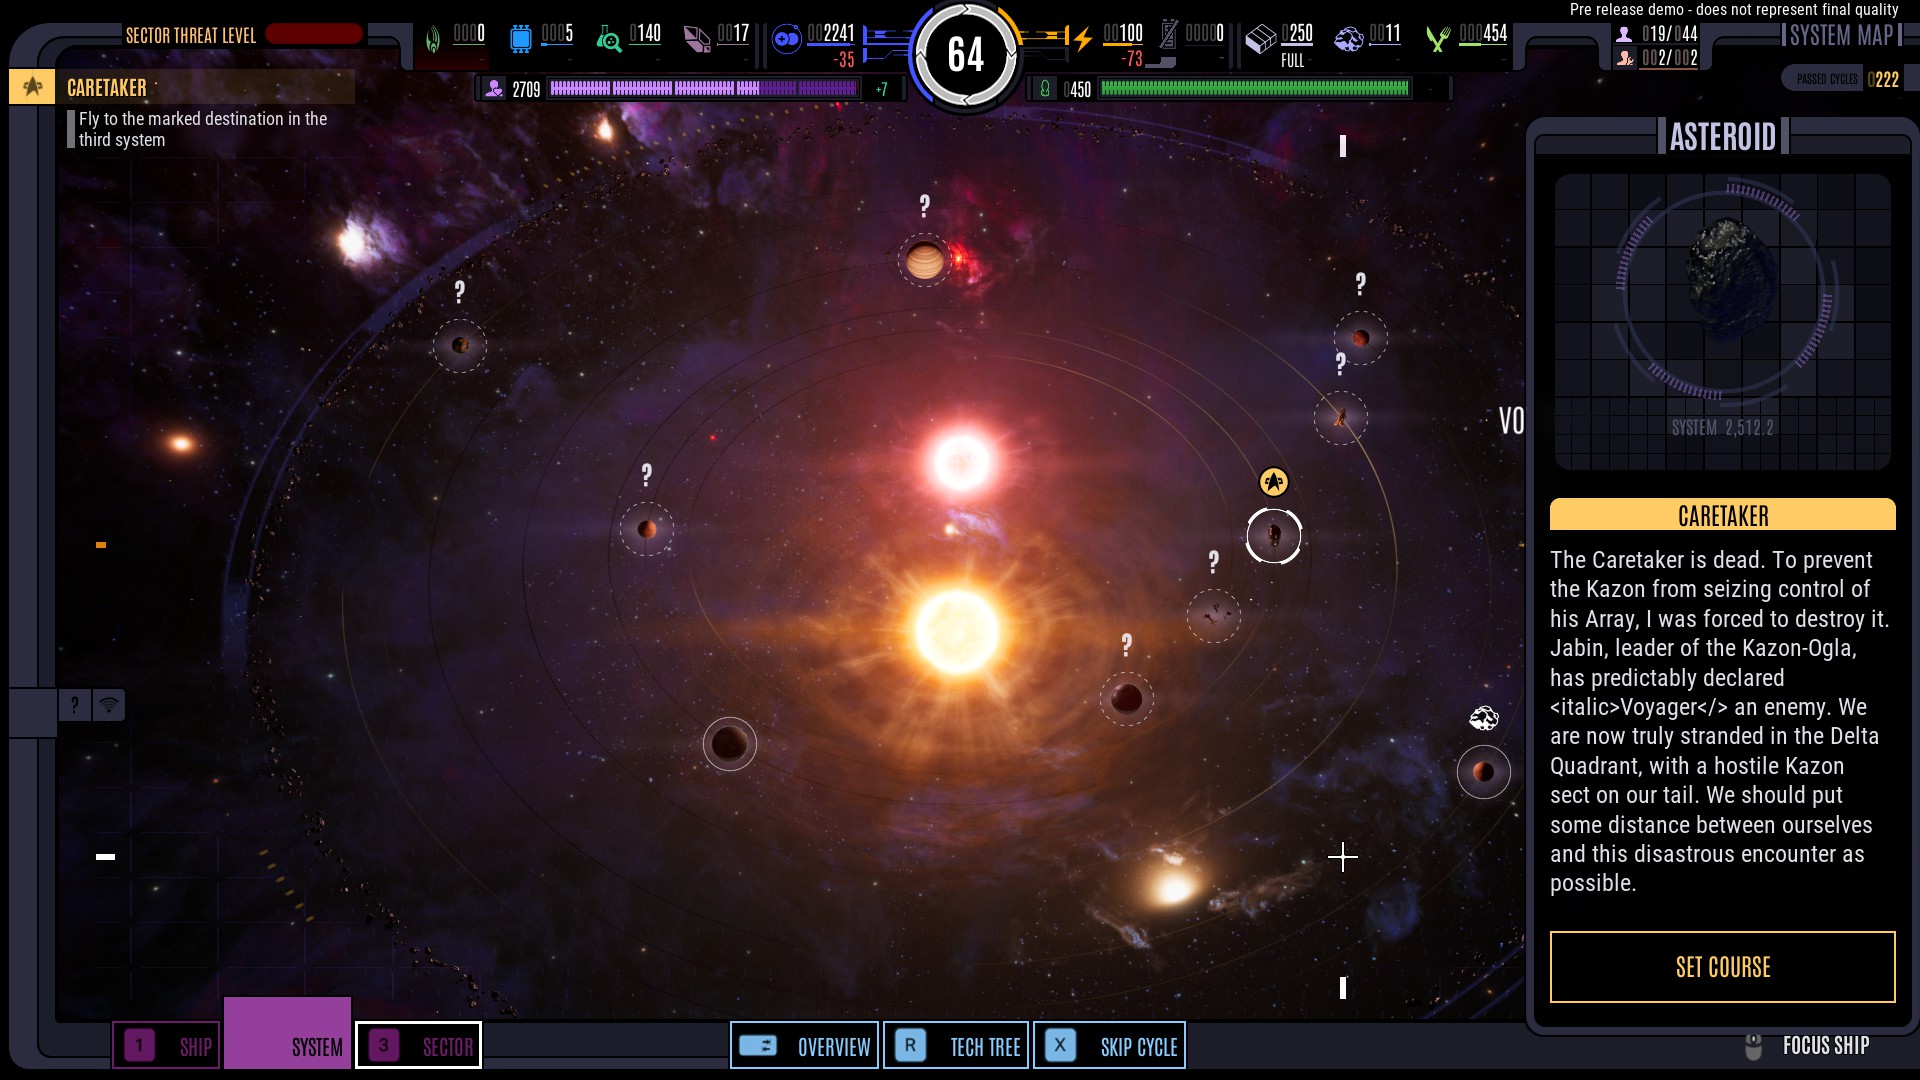 Pre release demo - does not represent final quality
SECTOR THREAT LEVEL
0000
0005
0140
0017
002241
-35
64
00100
-73
00000
0250
FULL
0011
000454
019/044
002/002
SYSTEM MAP
PASSED CYCLES 0222
2709
+7
0450
CARETAKER
Fly to the marked destination in the
third system
?
?
?
?
?
?
?
?
VO
ASTEROID
SYSTEM 2,512.2
CARETAKER
The Caretaker is dead. To prevent
the Kazon from seizing control of
his Array, I was forced to destroy it.
Jabin, leader of the Kazon-Ogla,
has predictably declared
<italic>Voyager</> an enemy. We
are now truly stranded in the Delta
Quadrant, with a hostile Kazon
sect on our tail. We should put
some distance between ourselves
and this disastrous encounter as
possible.
SET COURSE
1 SHIP
SYSTEM
3 SECTOR
OVERVIEW
R TECH TREE
X SKIP CYCLE
FOCUS SHIP